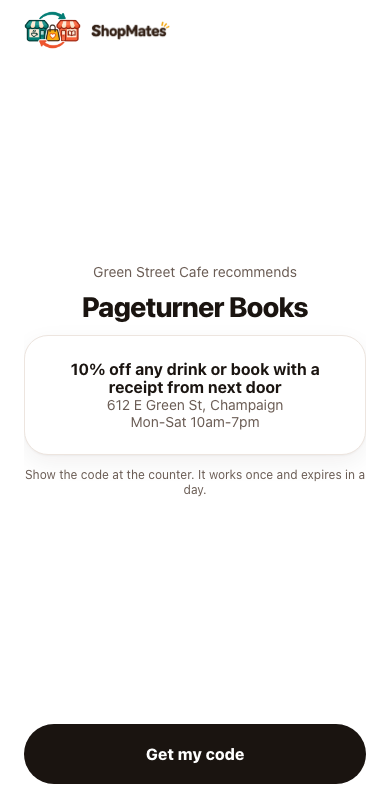 ShopMates
Green Street Cafe recommends
Pageturner Books
10% off any drink or book with a
receipt from next door
612 E Green St, Champaign
Mon-Sat 10am-7pm
Show the code at the counter. It works once and expires in a
day.
Get my code